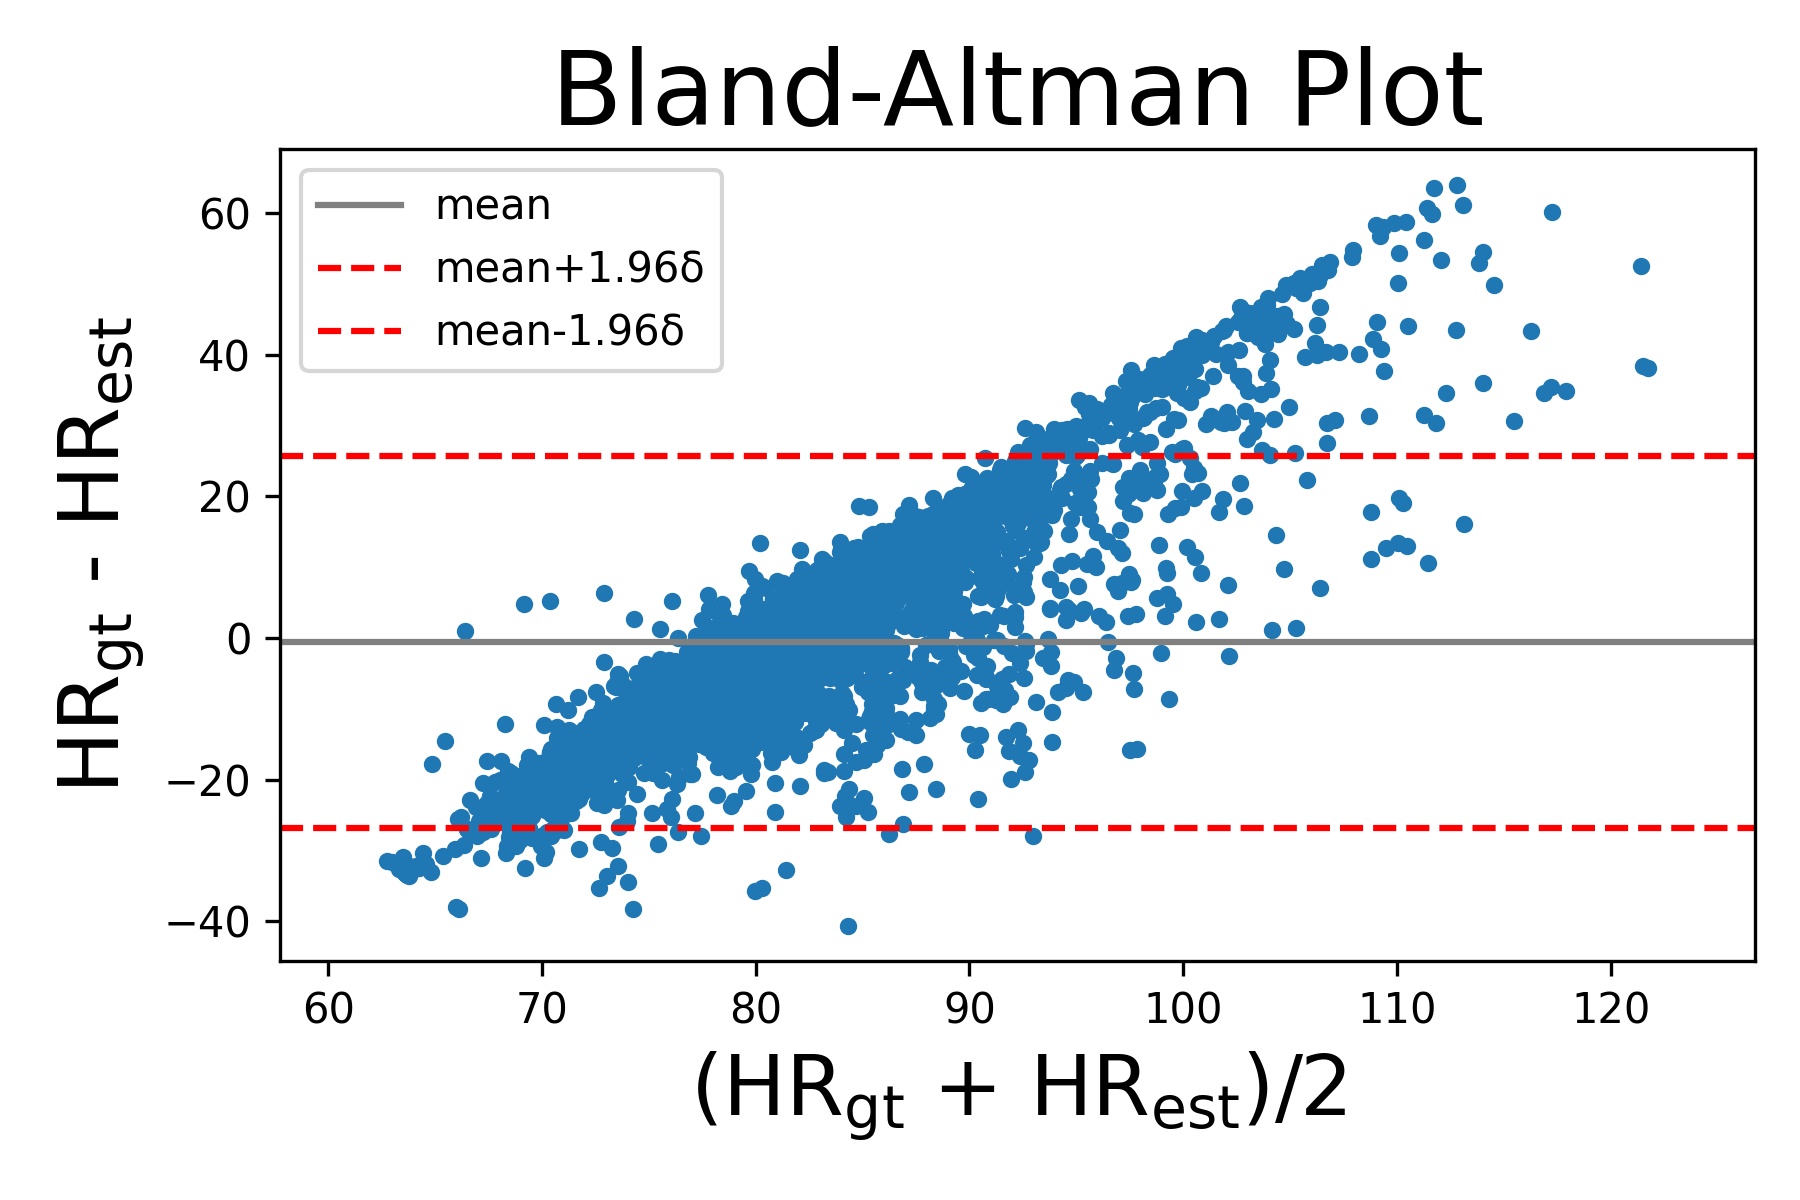 Bland-Altman Plot
mean
mean+1.96δ
mean-1.96δ
HRgt - HRest
60
40
20
0
−20
−40
60 70 80 90 100 110 120
(HRgt + HRest)/2